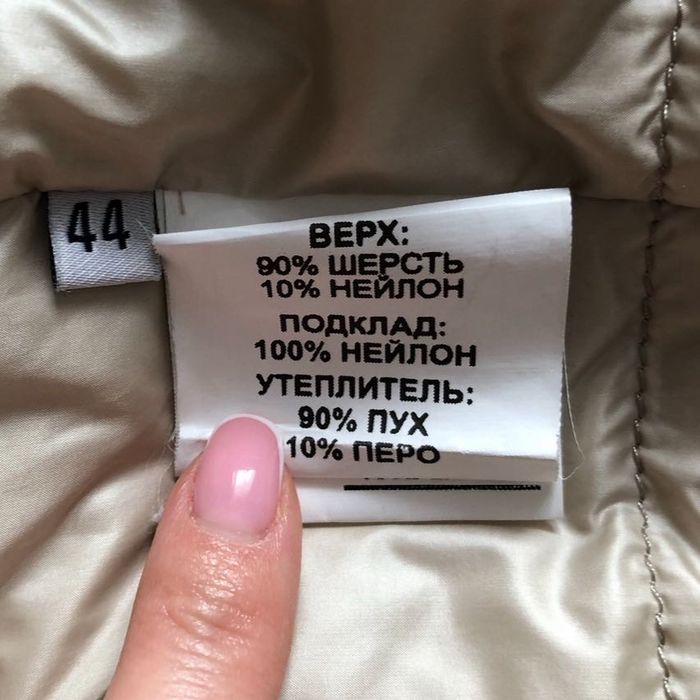 44
ВЕРХ:
90% ШЕРСТЬ
10% НЕЙЛОН
ПОДКЛАД:
100% НЕЙЛОН
УТЕПЛИТЕЛЬ:
90% ПУХ
10% ПЕРО